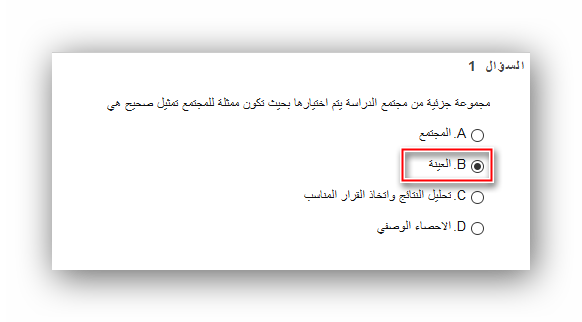 السؤال 1
مجموعة جزئية من مجتمع الدراسة يتم اختيارها بحيث تكون ممثلة للمجتمع تمثيل صحيح هي
A. المجتمع
B. العينة
C. تحليل النتائج واتخاذ القرار المناسب
D. الاحصاء الوصفي